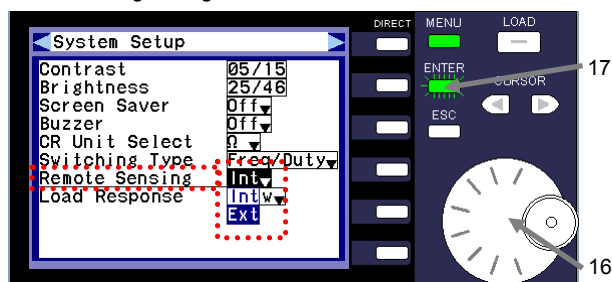 DIRECT MENU LOAD
System Setup
Contrast 05/15
Brightness 25/46
Screen Saver Off
Buzzer Off
CR Unit Select Ω
Switching Type Freq/Duty
Remote Sensing Int
Load Response Int w
Ext
ENTER
CURSOR
ESC
17
16